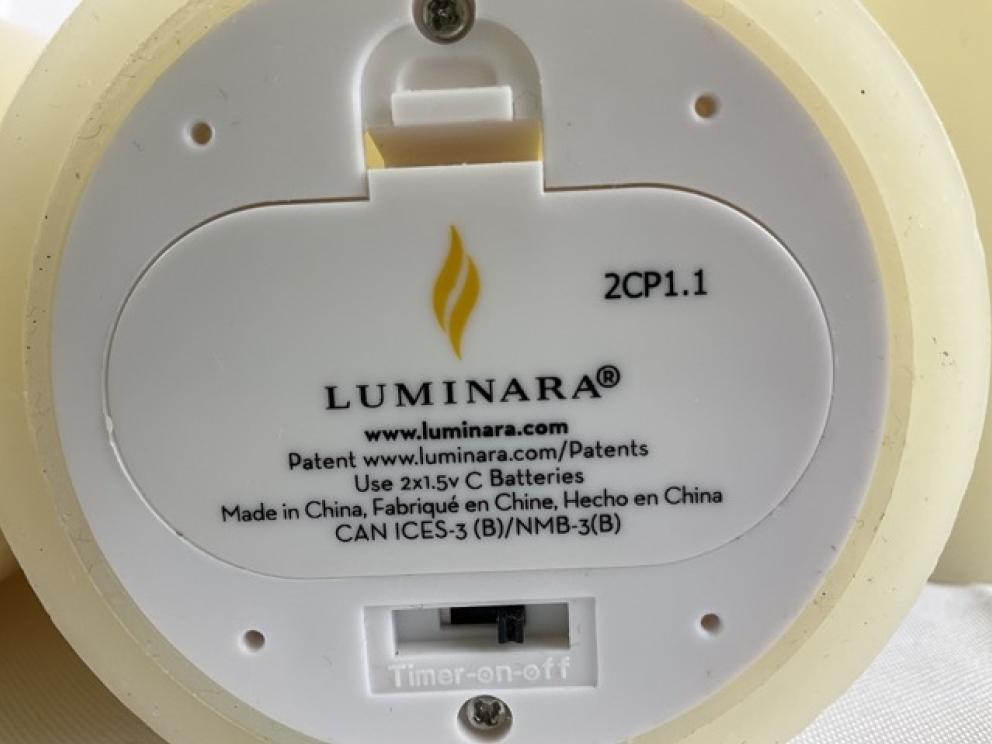 2CP1.1
LUMINARA®
www.luminara.com
Patent www.luminara.com/Patents
Use 2x1.5v C Batteries
Made in China, Fabriqué en Chine, Hecho en China
CAN ICES-3 (B)/NMB-3(B)
Timer-on-off